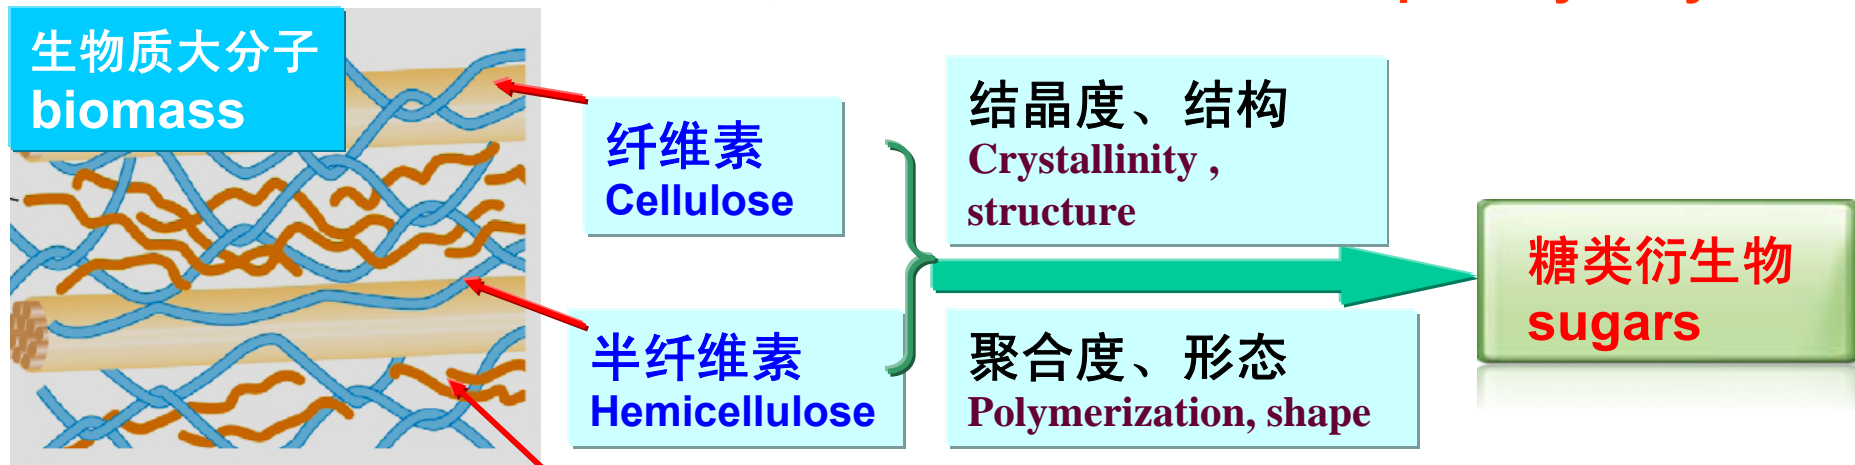 生物质大分子
biomass
纤维素
Cellulose
半纤维素
Hemicellulose
结晶度、结构
Crystallinity ,
structure
聚合度、形态
Polymerization, shape
糖类衍生物
sugars